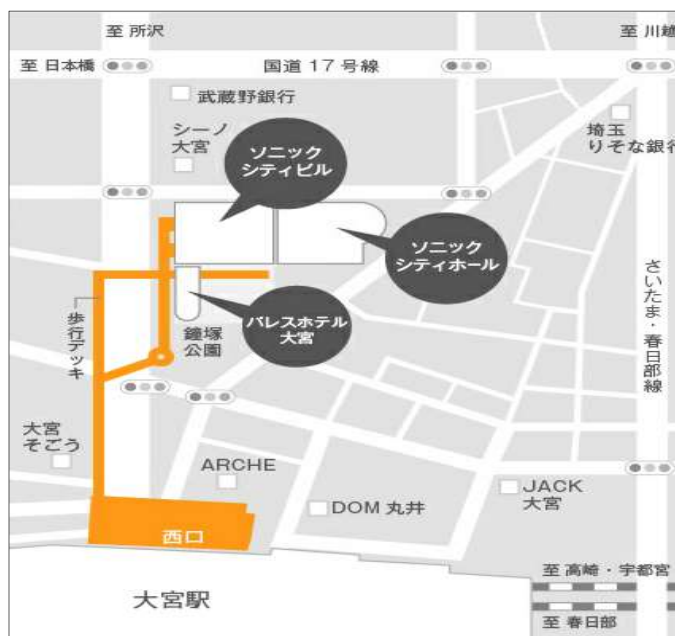 至 所沢
至 川越
至 日本橋
国道 17 号線
武蔵野銀行
シーノ
大宮
ソニック
シティビル
埼玉
りそな銀行
ソニック
シティホール
さいたま・春日部線
歩行デッキ
鐘塚
公園
パレスホテル
大宮
大宮
そごう
ARCHE
DOM 丸井
JACK
大宮
西口
至 高崎・宇都宮
大宮駅
至 春日部